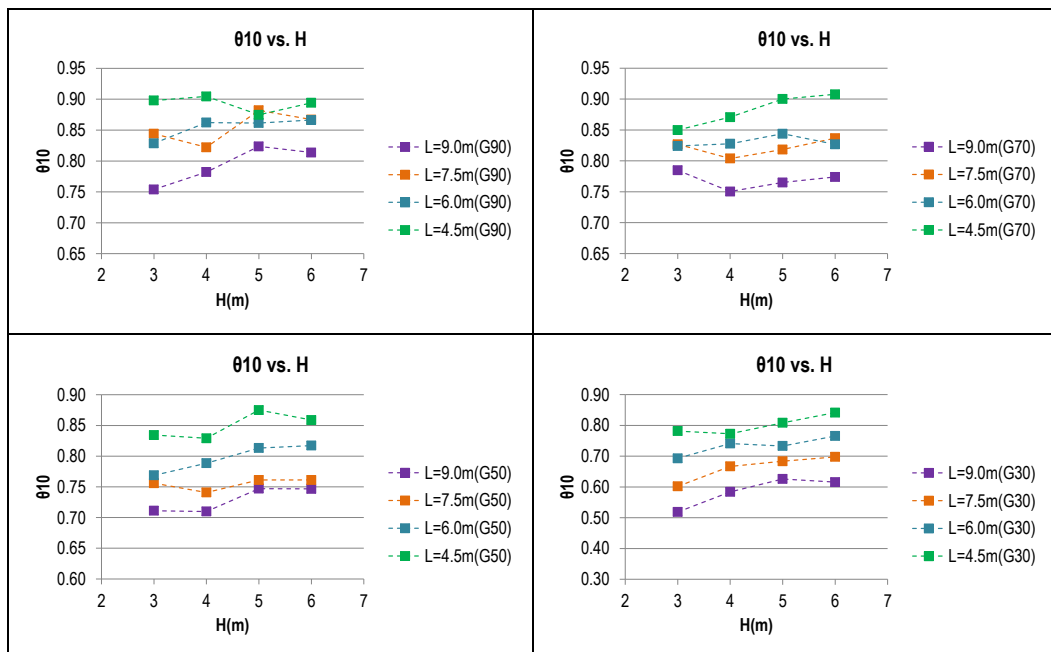 θ10 vs. H
0.95
0.90
0.85
0.80
0.75
0.70
0.65
θ10
2 3 4 5 6 7
H(m)
L=9.0m(G90)
L=7.5m(G90)
L=6.0m(G90)
L=4.5m(G90)
θ10 vs. H
0.95
0.90
0.85
0.80
0.75
0.70
0.65
θ10
2 3 4 5 6 7
H(m)
L=9.0m(G70)
L=7.5m(G70)
L=6.0m(G70)
L=4.5m(G70)
θ10 vs. H
0.90
0.85
0.80
0.75
0.70
0.65
0.60
θ10
2 3 4 5 6 7
H(m)
L=9.0m(G50)
L=7.5m(G50)
L=6.0m(G50)
L=4.5m(G50)
θ10 vs. H
0.90
0.80
0.70
0.60
0.50
0.40
0.30
θ10
2 3 4 5 6 7
H(m)
L=9.0m(G30)
L=7.5m(G30)
L=6.0m(G30)
L=4.5m(G30)